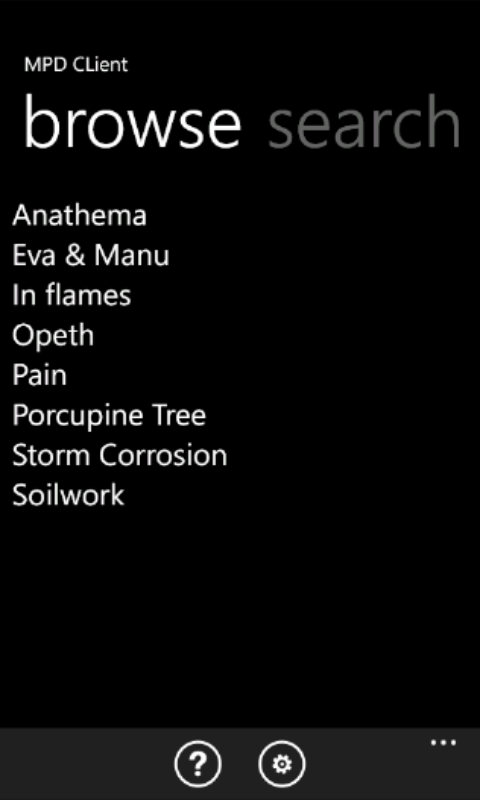 MPD CLient
browse search
Anathema
Eva & Manu
In flames
Opeth
Pain
Porcupine Tree
Storm Corrosion
Soilwork
?
...